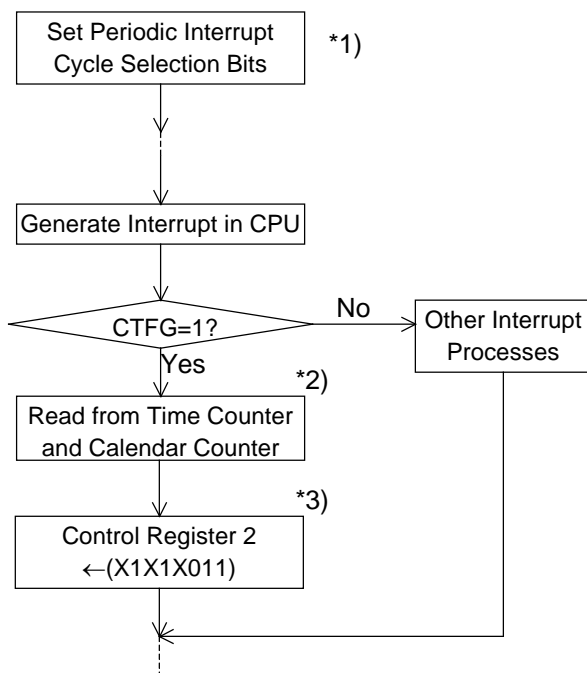 Set Periodic Interrupt
Cycle Selection Bits
*1)
Generate Interrupt in CPU
CTFG=1?
No
Other Interrupt
Processes
Yes
*2)
Read from Time Counter
and Calendar Counter
*3)
Control Register 2
←(X1X1X011)